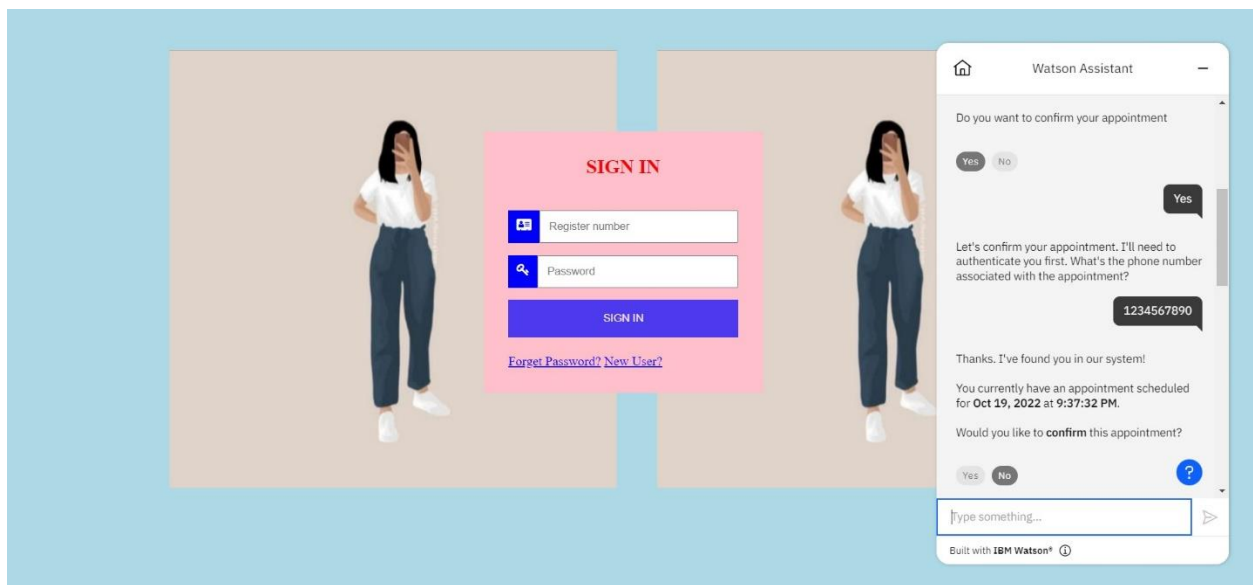 SIGN IN
Register number
Password
SIGN IN
Forget Password? New User?
Watson Assistant
Do you want to confirm your appointment
Yes No
Yes
Let's confirm your appointment. I'll need to
authenticate you first. What's the phone number
associated with the appointment?
1234567890
Thanks. I've found you in our system!
You currently have an appointment scheduled
for Oct 19, 2022 at 9:37:32 PM.
Would you like to confirm this appointment?
Yes No
?
Type something...
Built with IBM Watson®